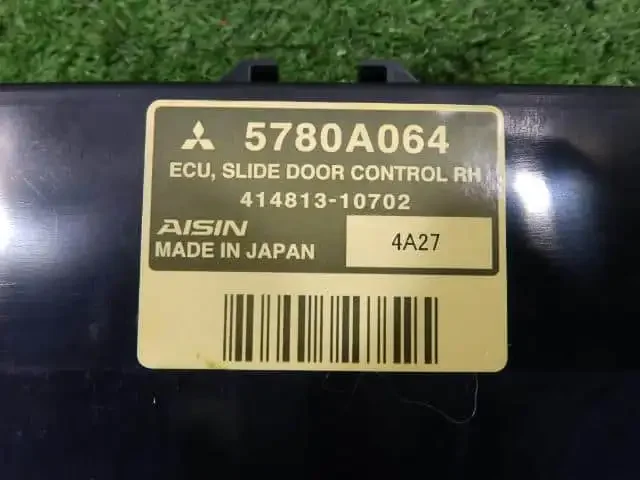 5780A064
ECU, SLIDE DOOR CONTROL RH
414813-10702
AISIN
MADE IN JAPAN
4A27